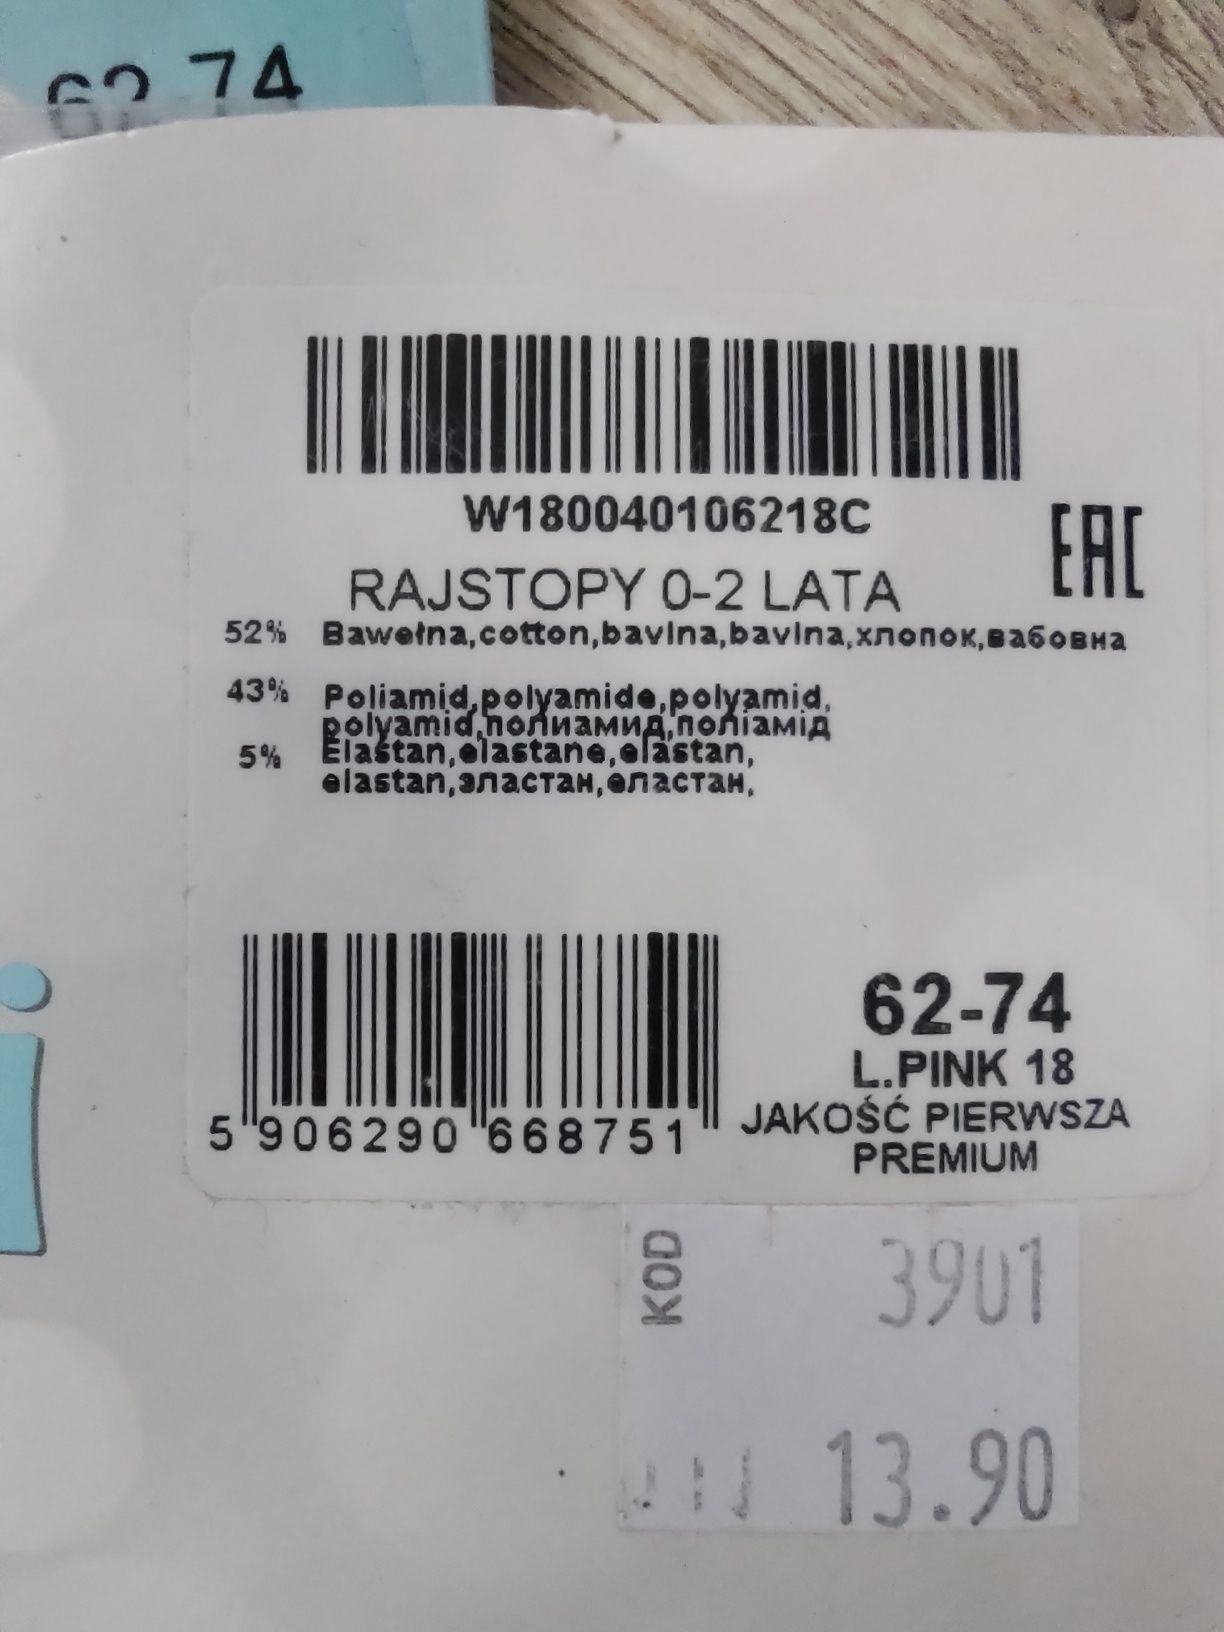 62-74
W180040106218C
EAC
RAJSTOPY 0-2 LATA
52% Bawełna,cotton,bavlna,bavlna,хлопок,вабовна
43% Poliamid,polyamide,polyamid,
polyamid,полиамид,поліамід
5% Elastan,elastane,elastan,
elastan,эластан,еластан,
5 906290 668751
62-74
L.PINK 18
JAKOŚĆ PIERWSZA
PREMIUM
KOD 3901
13.90